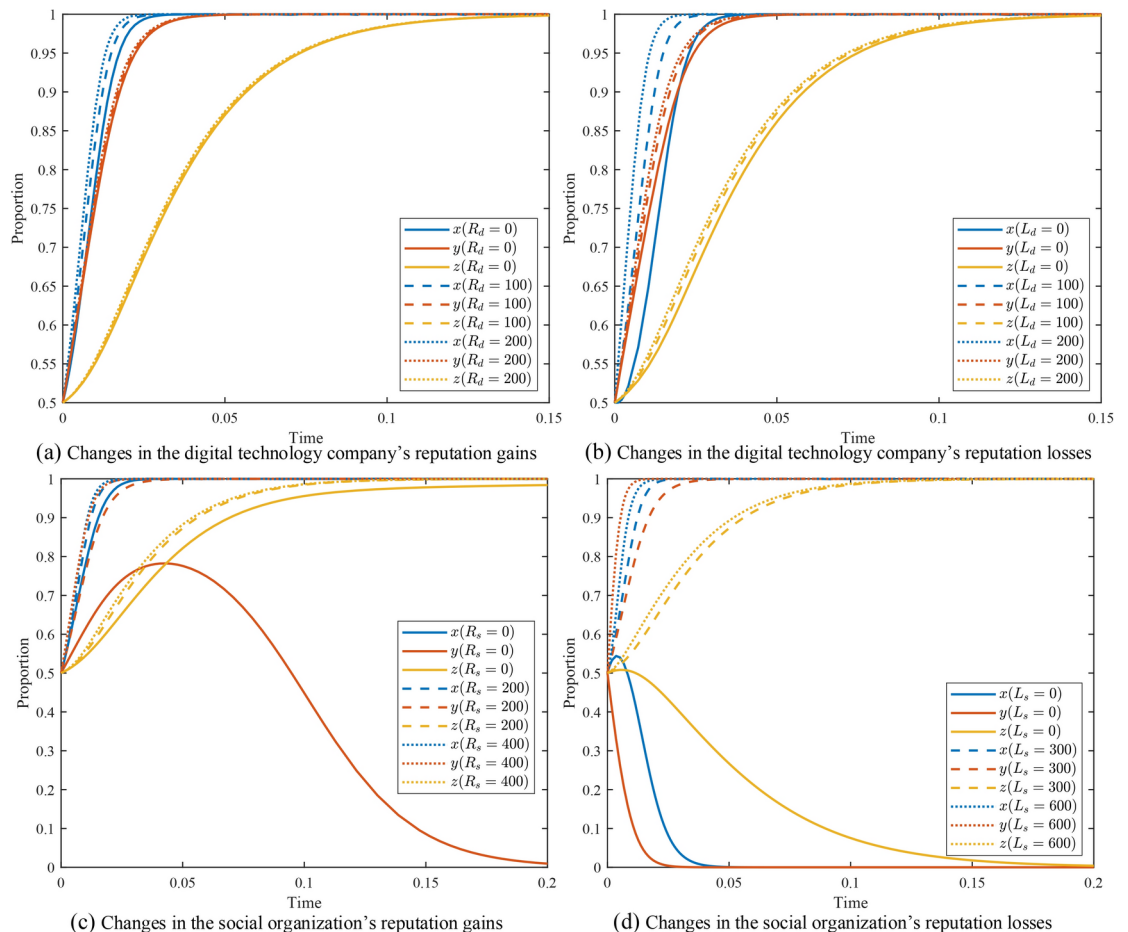 1
0.95
0.9
0.85
0.8
0.75
0.7
0.65
0.6
0.55
0.5
Proportion
x(R_d = 0)
y(R_d = 0)
z(R_d = 0)
x(R_d = 100)
y(R_d = 100)
z(R_d = 100)
x(R_d = 200)
y(R_d = 200)
z(R_d = 200)
0 0.05 0.1 0.15
Time
(a) Changes in the digital technology company's reputation gains
1
0.95
0.9
0.85
0.8
0.75
0.7
0.65
0.6
0.55
0.5
Proportion
x(L_d = 0)
y(L_d = 0)
z(L_d = 0)
x(L_d = 100)
y(L_d = 100)
z(L_d = 100)
x(L_d = 200)
y(L_d = 200)
z(L_d = 200)
0 0.05 0.1 0.15
Time
(b) Changes in the digital technology company's reputation losses
1
0.9
0.8
0.7
0.6
0.5
0.4
0.3
0.2
0.1
0
Proportion
x(R_s = 0)
y(R_s = 0)
z(R_s = 0)
x(R_s = 200)
y(R_s = 200)
z(R_s = 200)
x(R_s = 400)
y(R_s = 400)
z(R_s = 400)
0 0.05 0.1 0.15 0.2
Time
(c) Changes in the social organization's reputation gains
1
0.9
0.8
0.7
0.6
0.5
0.4
0.3
0.2
0.1
0
Proportion
x(L_s = 0)
y(L_s = 0)
z(L_s = 0)
x(L_s = 300)
y(L_s = 300)
z(L_s = 300)
x(L_s = 600)
y(L_s = 600)
z(L_s = 600)
0 0.05 0.1 0.15 0.2
Time
(d) Changes in the social organization's reputation losses